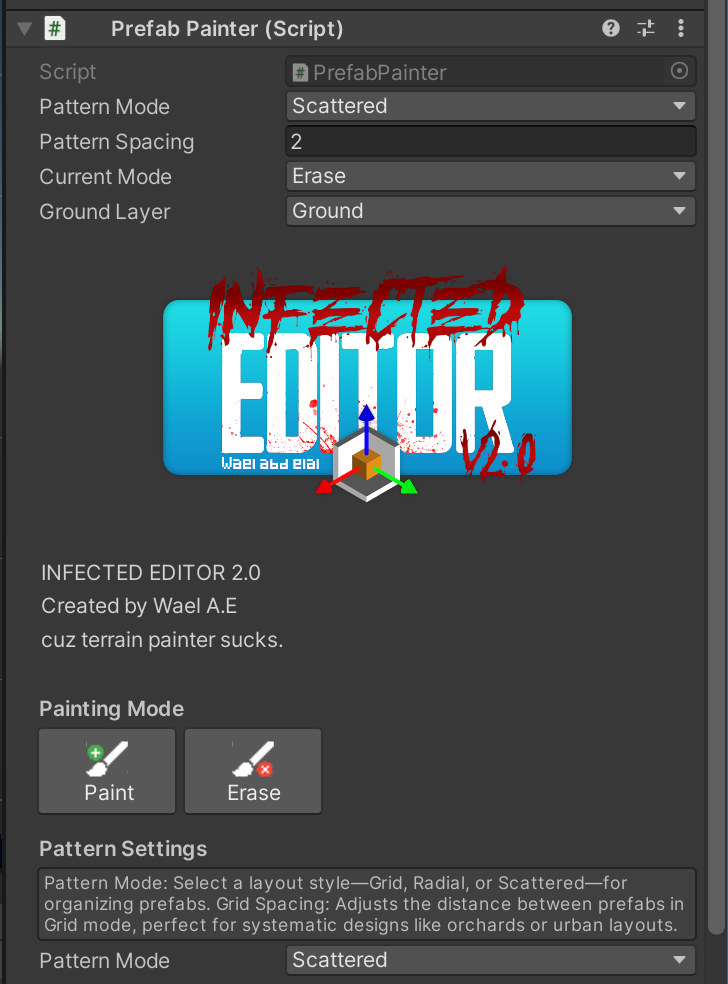 Prefab Painter (Script)
Script
PrefabPainter
Pattern Mode
Scattered
Pattern Spacing
2
Current Mode
Erase
Ground Layer
Ground
INFECTED
EDITOR
Wael abd elal
V2.0
INFECTED EDITOR 2.0
Created by Wael A.E
cuz terrain painter sucks.
Painting Mode
Paint
Erase
Pattern Settings
Pattern Mode: Select a layout style—Grid, Radial, or Scattered—for
organizing prefabs. Grid Spacing: Adjusts the distance between prefabs in
Grid mode, perfect for systematic designs like orchards or urban layouts.
Pattern Mode
Scattered